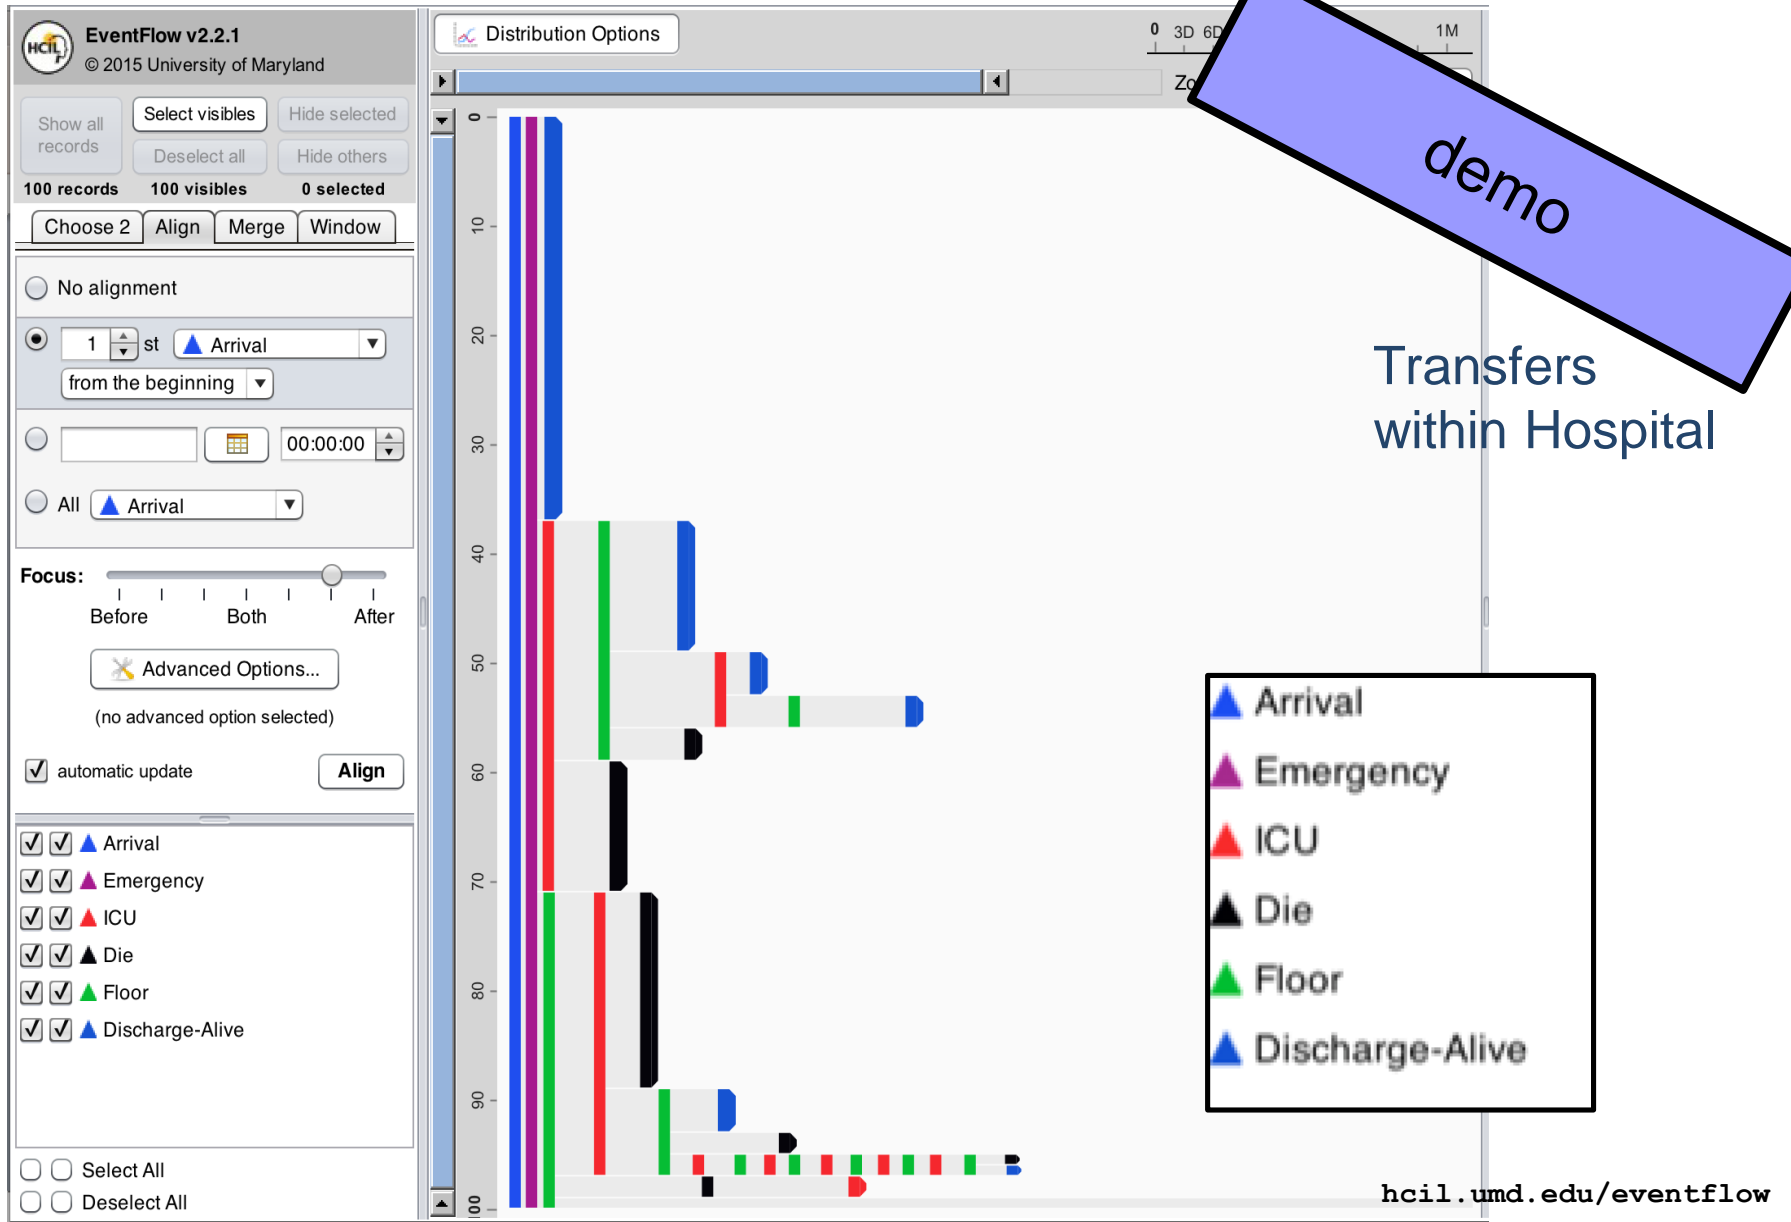 HCIL
EventFlow v2.2.1
© 2015 University of Maryland
Show all
records
Select visibles
Hide selected
Deselect all
Hide others
100 records
100 visibles
0 selected
Choose 2
Align
Merge
Window
No alignment
1 st Arrival
from the beginning
00:00:00
All Arrival
Focus:
Before
Both
After
Advanced Options...
(no advanced option selected)
automatic update
Align
Arrival
Emergency
ICU
Die
Floor
Discharge-Alive
Select All
Deselect All
Distribution Options
0 3D 6D 1M
0
10
20
30
40
50
60
70
80
90
demo
Transfers
within Hospital
Arrival
Emergency
ICU
Die
Floor
Discharge-Alive
hcil.umd.edu/eventflow